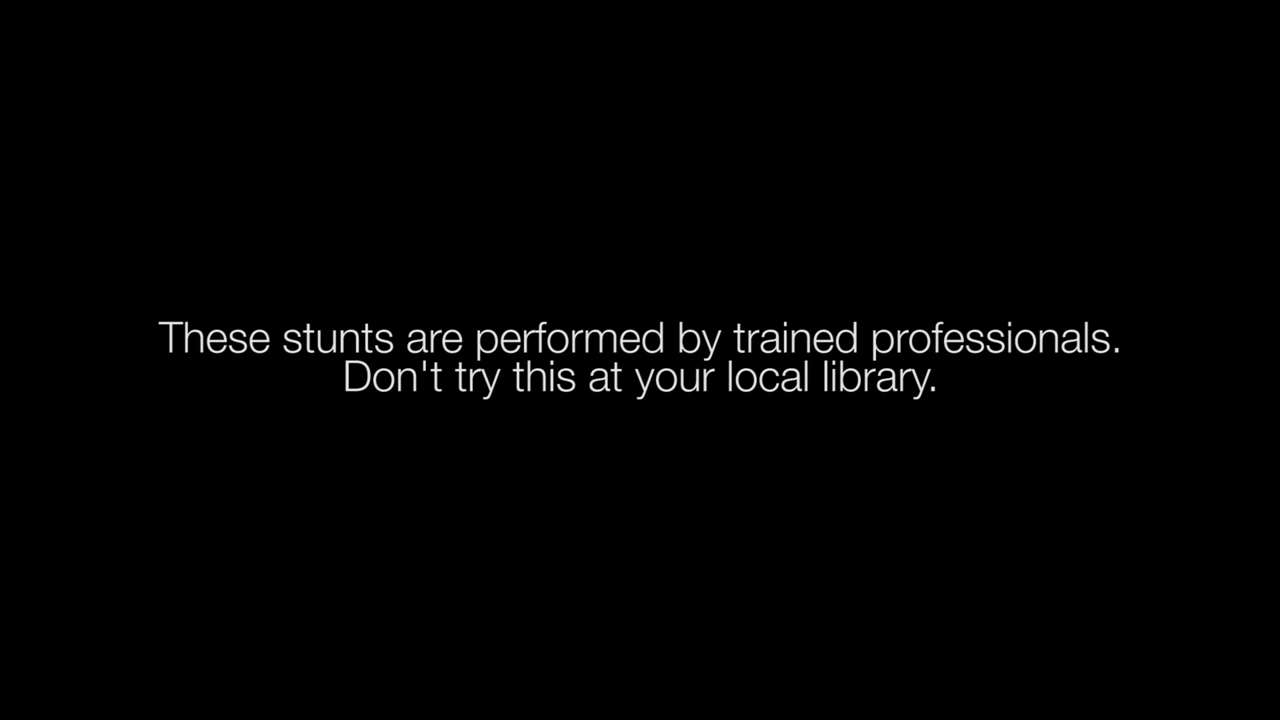 These stunts are performed by trained professionals.
Don't try this at your local library.